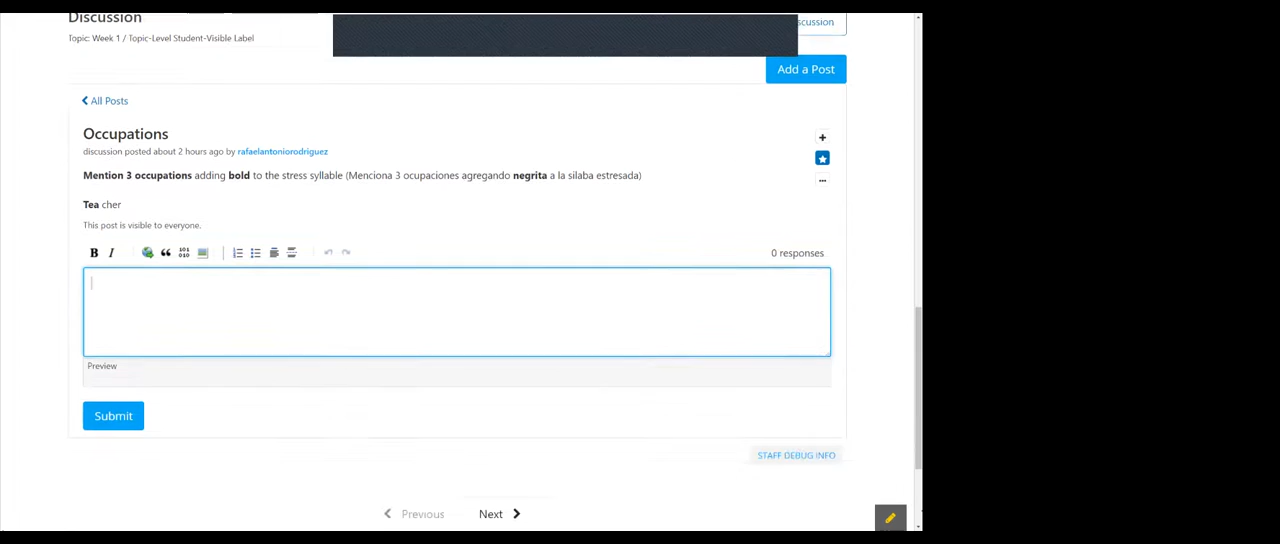 Discussion
scussion
Topic: Week 1 / Topic-Level Student-Visible Label
Add a Post
All Posts
Occupations
discussion posted about 2 hours ago by rafaelantoniorodriguez
Mention 3 occupations adding bold to the stress syllable (Menciona 3 ocupaciones agregando negrita a la silaba estresada)
Tea cher
This post is visible to everyone.
B I 101 010 0 responses
Preview
Submit
STAFF DEBUG INFO
Previous Next